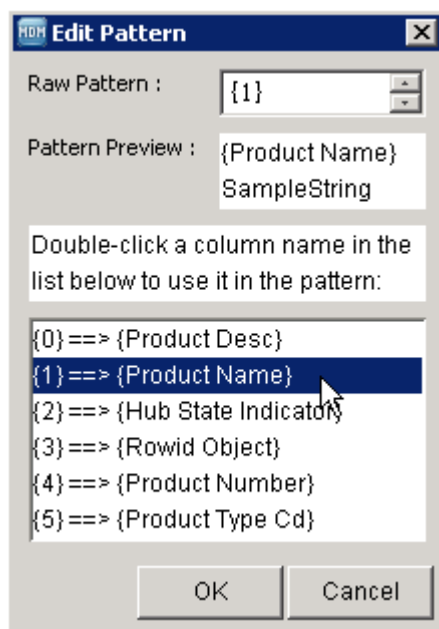 MDM Edit Pattern
Raw Pattern : {1}
Pattern Preview : {Product Name}
SampleString
Double-click a column name in the
list below to use it in the pattern:
{0} ==> {Product Desc}
{1} ==> {Product Name}
{2} ==> {Hub State Indicator}
{3} ==> {Rowid Object}
{4} ==> {Product Number}
{5} ==> {Product Type Cd}
OK Cancel